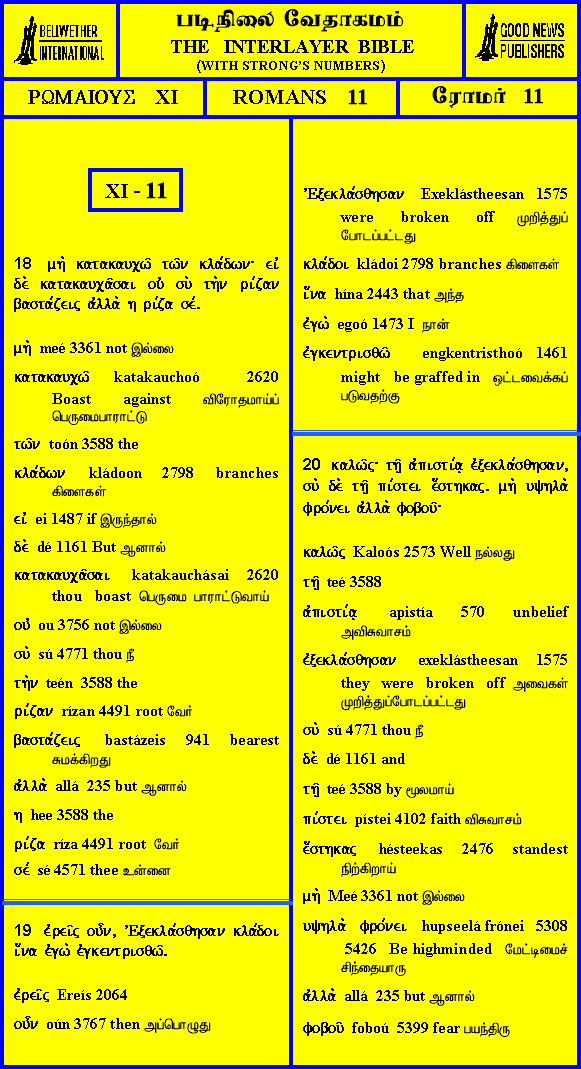 BELLWETHER
INTERNATIONAL
படிநிலை வேதாகமம்
THE INTERLAYER BIBLE
(WITH STRONG'S NUMBERS)
GOOD NEWS
PUBLISHERS
ΡΩΜΑΙΟΥΣ XI
ROMANS 11
ரோமர் 11
XI - 11
18 μὴ κατακαυχῶ τῶν κλάδων· εἰ
δὲ κατακαυχᾶσαι οὐ σὺ τὴν ρίζαν
βαστάζεις ἀλλὰ η ρίζα σέ.
μὴ meé 3361 not இல்லை
κατακαυχῶ katakauchoó 2620
Boast against விரோதமாய்ப்
பெருமைபாராட்டு
τῶν toón 3588 the
κλάδων kládoon 2798 branches
கிளைகள்
εἰ ei 1487 if இருந்தால்
δὲ dé 1161 But ஆனால்
κατακαυχᾶσαι katakauchásai 2620
thou boast பெருமை பாராட்டுவாய்
οὐ ou 3756 not இல்லை
σὺ sú 4771 thou நீ
τὴν teén 3588 the
ρίζαν rízan 4491 root வேர்
βαστάζεις bastázeis 941 bearest
சுமக்கிறது
ἀλλὰ allá 235 but ஆனால்
η hee 3588 the
ρίζα ríza 4491 root வேர்
σέ sé 4571 thee உன்னை
19 ἐρεῖς οὖν, Ἐξεκλάσθησαν κλάδοι
ἵνα ἐγὼ ἐγκεντρισθῶ.
ἐρεῖς Ereís 2064
οὖν oún 3767 then அப்பொழுது
Ἐξεκλάσθησαν Exeklástheesan 1575
were broken off முறித்துப்
போடப்பட்டது
κλάδοι kládoi 2798 branches கிளைகள்
ἵνα hína 2443 that அந்த
ἐγὼ egoó 1473 I நான்
ἐγκεντρισθῶ engkentristhoó 1461
might be graffed in ஒட்டவைக்கப்
படுவதற்கு
20 καλῶς· τῇ ἀπιστίᾳ ἐξεκλάσθησαν,
σὺ δὲ τῇ πίστει ἕστηκας. μὴ υψηλὰ
φρόνει ἀλλὰ φοβοῦ·
καλῶς Kaloós 2573 Well நல்லது
τῇ teé 3588
ἀπιστίᾳ apistía 570 unbelief
அவிசுவாசம்
ἐξεκλάσθησαν exeklástheesan 1575
they were broken off அவைகள்
முறித்துப்போடப்பட்டது
σὺ sú 4771 thou நீ
δὲ dé 1161 and
τῇ teé 3588 by மூலமாய்
πίστει pístei 4102 faith விசுவாசம்
ἕστηκας hésteekas 2476 standest
நிற்கிறாய்
μὴ Meé 3361 not இல்லை
υψηλὰ φρόνει hupseelá frónei 5308
5426 Be highminded மேட்டிமைச்
சிந்தையாரு
ἀλλὰ allá 235 but ஆனால்
φοβοῦ foboú 5399 fear பயந்திரு